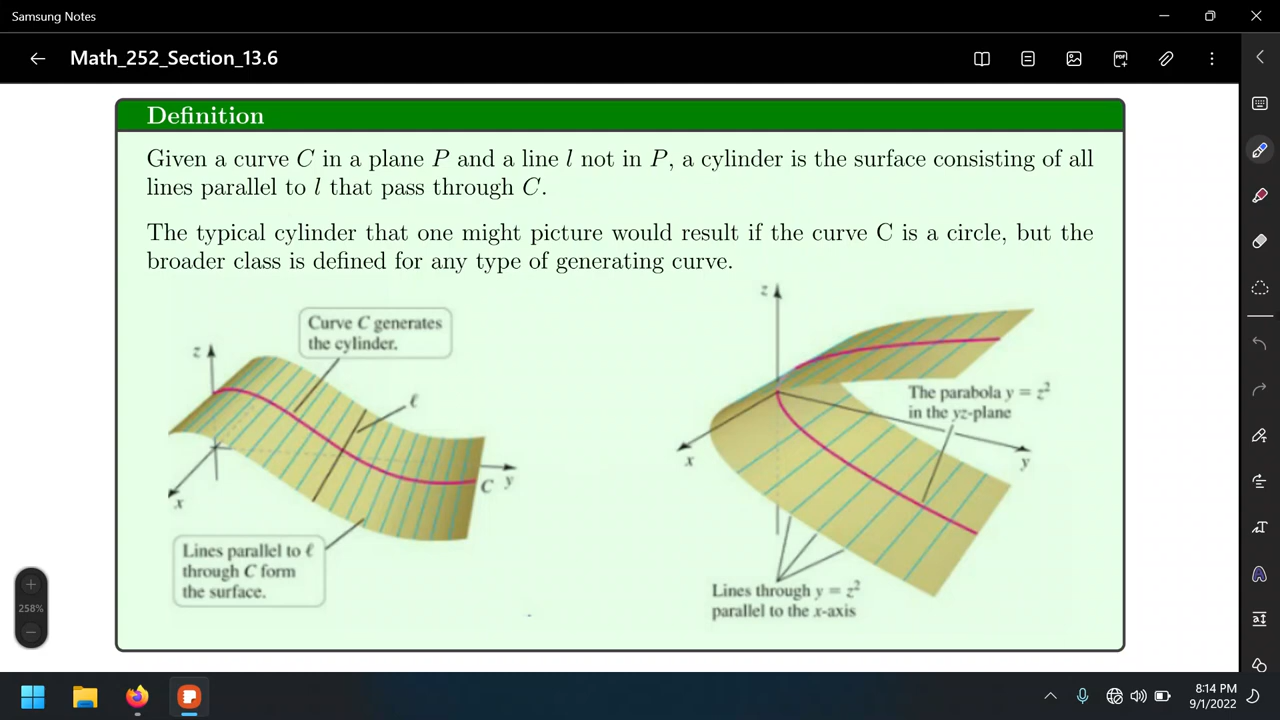 Samsung Notes
Math_252_Section_13.6
PDF
Definition
Given a curve C in a plane P and a line l not in P, a cylinder is the surface consisting of all
lines parallel to l that pass through C.
The typical cylinder that one might picture would result if the curve C is a circle, but the
broader class is defined for any type of generating curve.
Curve C generates
the cylinder.
z
ℓ
C
y
x
Lines parallel to ℓ
through C form
the surface.
z
The parabola y = z²
in the yz-plane
x
y
Lines through y = z²
parallel to the x-axis
258%
8:14 PM
9/1/2022